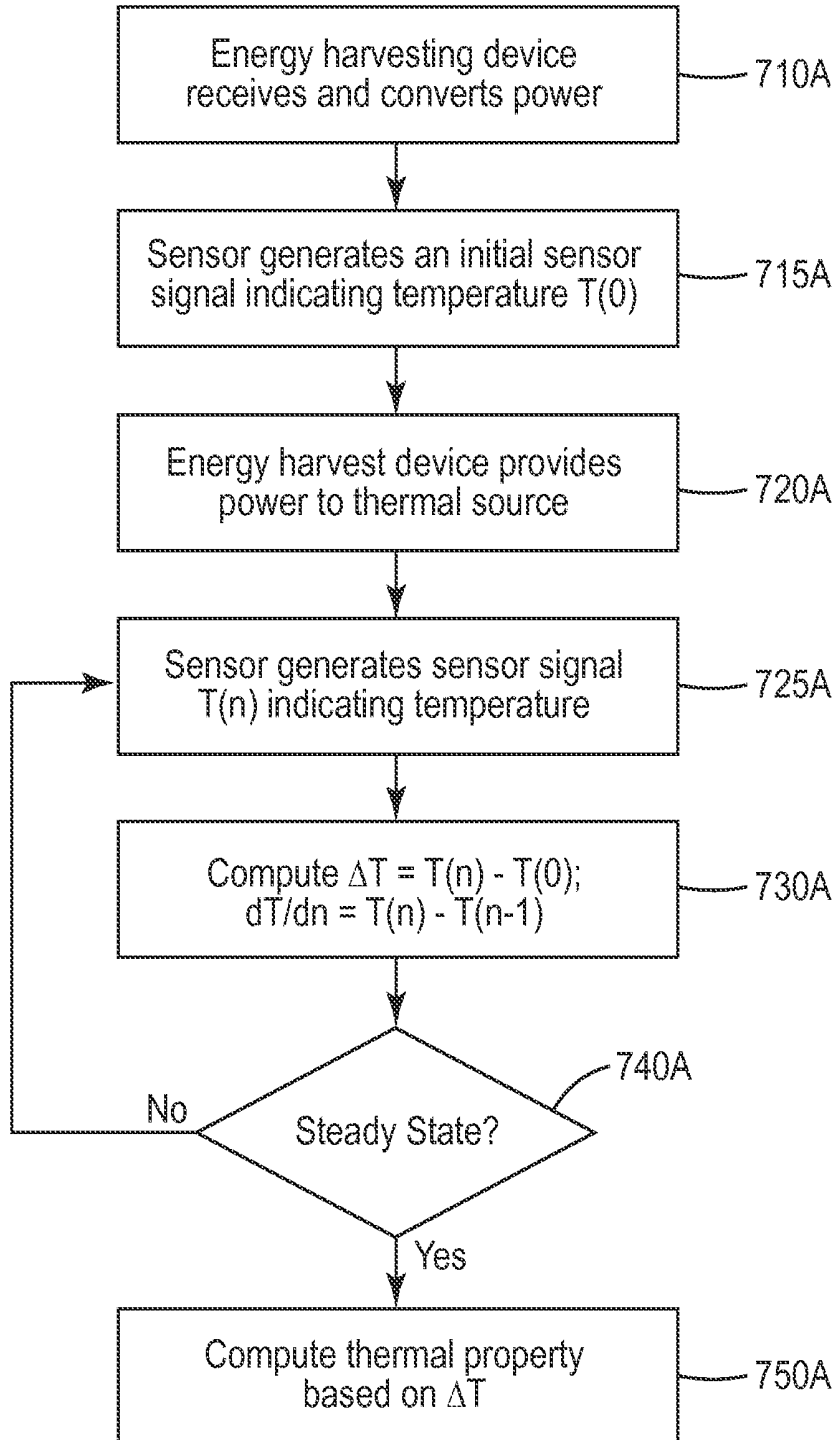 Energy harvesting device
receives and converts power
710A
Sensor generates an initial sensor
signal indicating temperature T(0)
715A
Energy harvest device provides
power to thermal source
720A
Sensor generates sensor signal
T(n) indicating temperature
725A
Compute ΔT = T(n) - T(0);
dT/dn = T(n) - T(n-1)
730A
740A
No
Steady State?
Yes
Compute thermal property
based on ΔT
750A